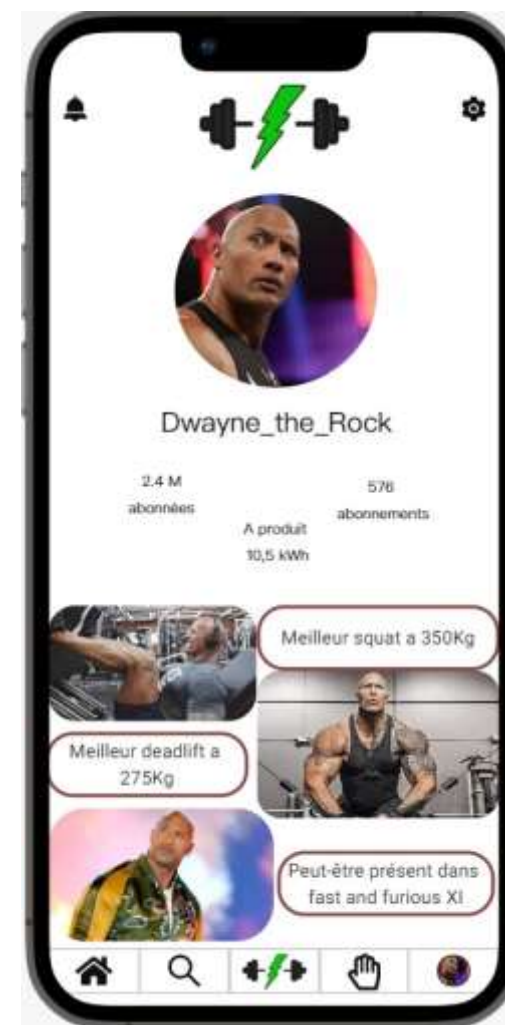 Dwayne_the_Rock
2.4 M
abonnées
576
abonnements
A produit
10,5 kWh
Meilleur squat a 350Kg
Meilleur deadlift a
275Kg
Peut-être présent dans
fast and furious XI